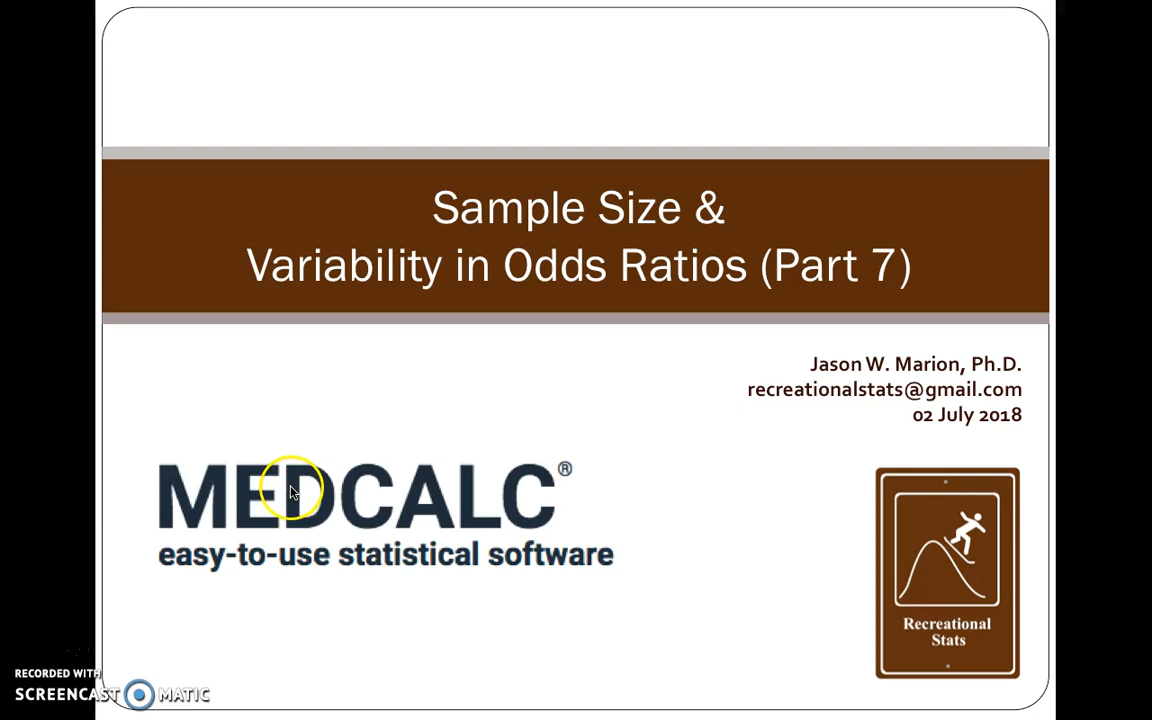 Sample Size &
Variability in Odds Ratios (Part 7)
Jason W. Marion, Ph.D.
recreationalstats@gmail.com
02 July 2018
MEDCALC®
easy-to-use statistical software
Recreational
Stats
RECORDED WITH
SCREENCAST MATIC